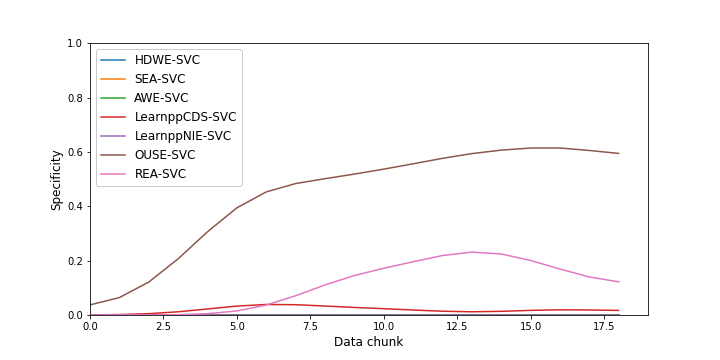 1.0
0.8
0.6
0.4
0.2
0.0
Specificity
HDWE-SVC
SEA-SVC
AWE-SVC
LearnppCDS-SVC
LearnppNIE-SVC
OUSE-SVC
REA-SVC
0.0 2.5 5.0 7.5 10.0 12.5 15.0 17.5
Data chunk